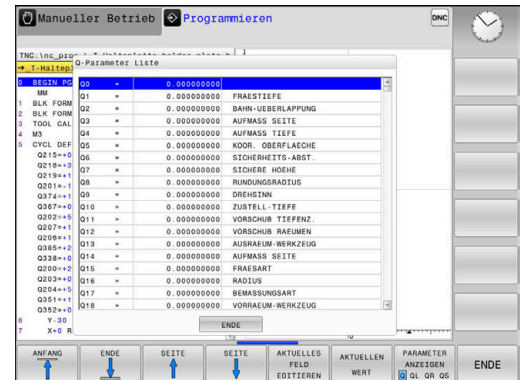 Manueller Betrieb
Programmieren
DNC
Q-Parameter Liste
0 BEGIN PG
MM
1 BLK FORM
2 BLK FORM
3 TOOL CAL
4 M3
5 CYCL DEF
Q215=+0
Q218=+3
Q219=+1
Q201=-1
Q374=+1
Q367=+0
Q202=+5
Q207=+1
Q206=+1
Q385=+2
Q338=+0
Q200=+2
Q203=+0
Q204=+5
Q351=+1
Q352=+0
6 Y-30
7 X+0 R
Q0 = 0.000000000
Q1 = 0.000000000 FRAESTIEFE
Q2 = 0.000000000 BAHN-UEBERLAPPUNG
Q3 = 0.000000000 AUFMASS SEITE
Q4 = 0.000000000 AUFMASS TIEFE
Q5 = 0.000000000 KOOR. OBERFLAECHE
Q6 = 0.000000000 SICHERHEITS-ABST.
Q7 = 0.000000000 SICHERE HOEHE
Q8 = 0.000000000 RUNDUNGSRADIUS
Q9 = 0.000000000 DREHSINN
Q10 = 0.000000000 ZUSTELL-TIEFE
Q11 = 0.000000000 VORSCHUB TIEFENZ.
Q12 = 0.000000000 VORSCHUB RAEUMEN
Q13 = 0.000000000 AUSRAEUM-WERKZEUG
Q14 = 0.000000000 AUFMASS SEITE
Q15 = 0.000000000 FRAESART
Q16 = 0.000000000 RADIUS
Q17 = 0.000000000 BEMASSUNGSART
Q18 = 0.000000000 VORRAEUM-WERKZEUG
ENDE
ANFANG
ENDE
SEITE
SEITE
AKTUELLES
FELD
EDITIEREN
AKTUELLEN
WERT
PARAMETER
ANZEIGEN
Q QL QR QS
ENDE